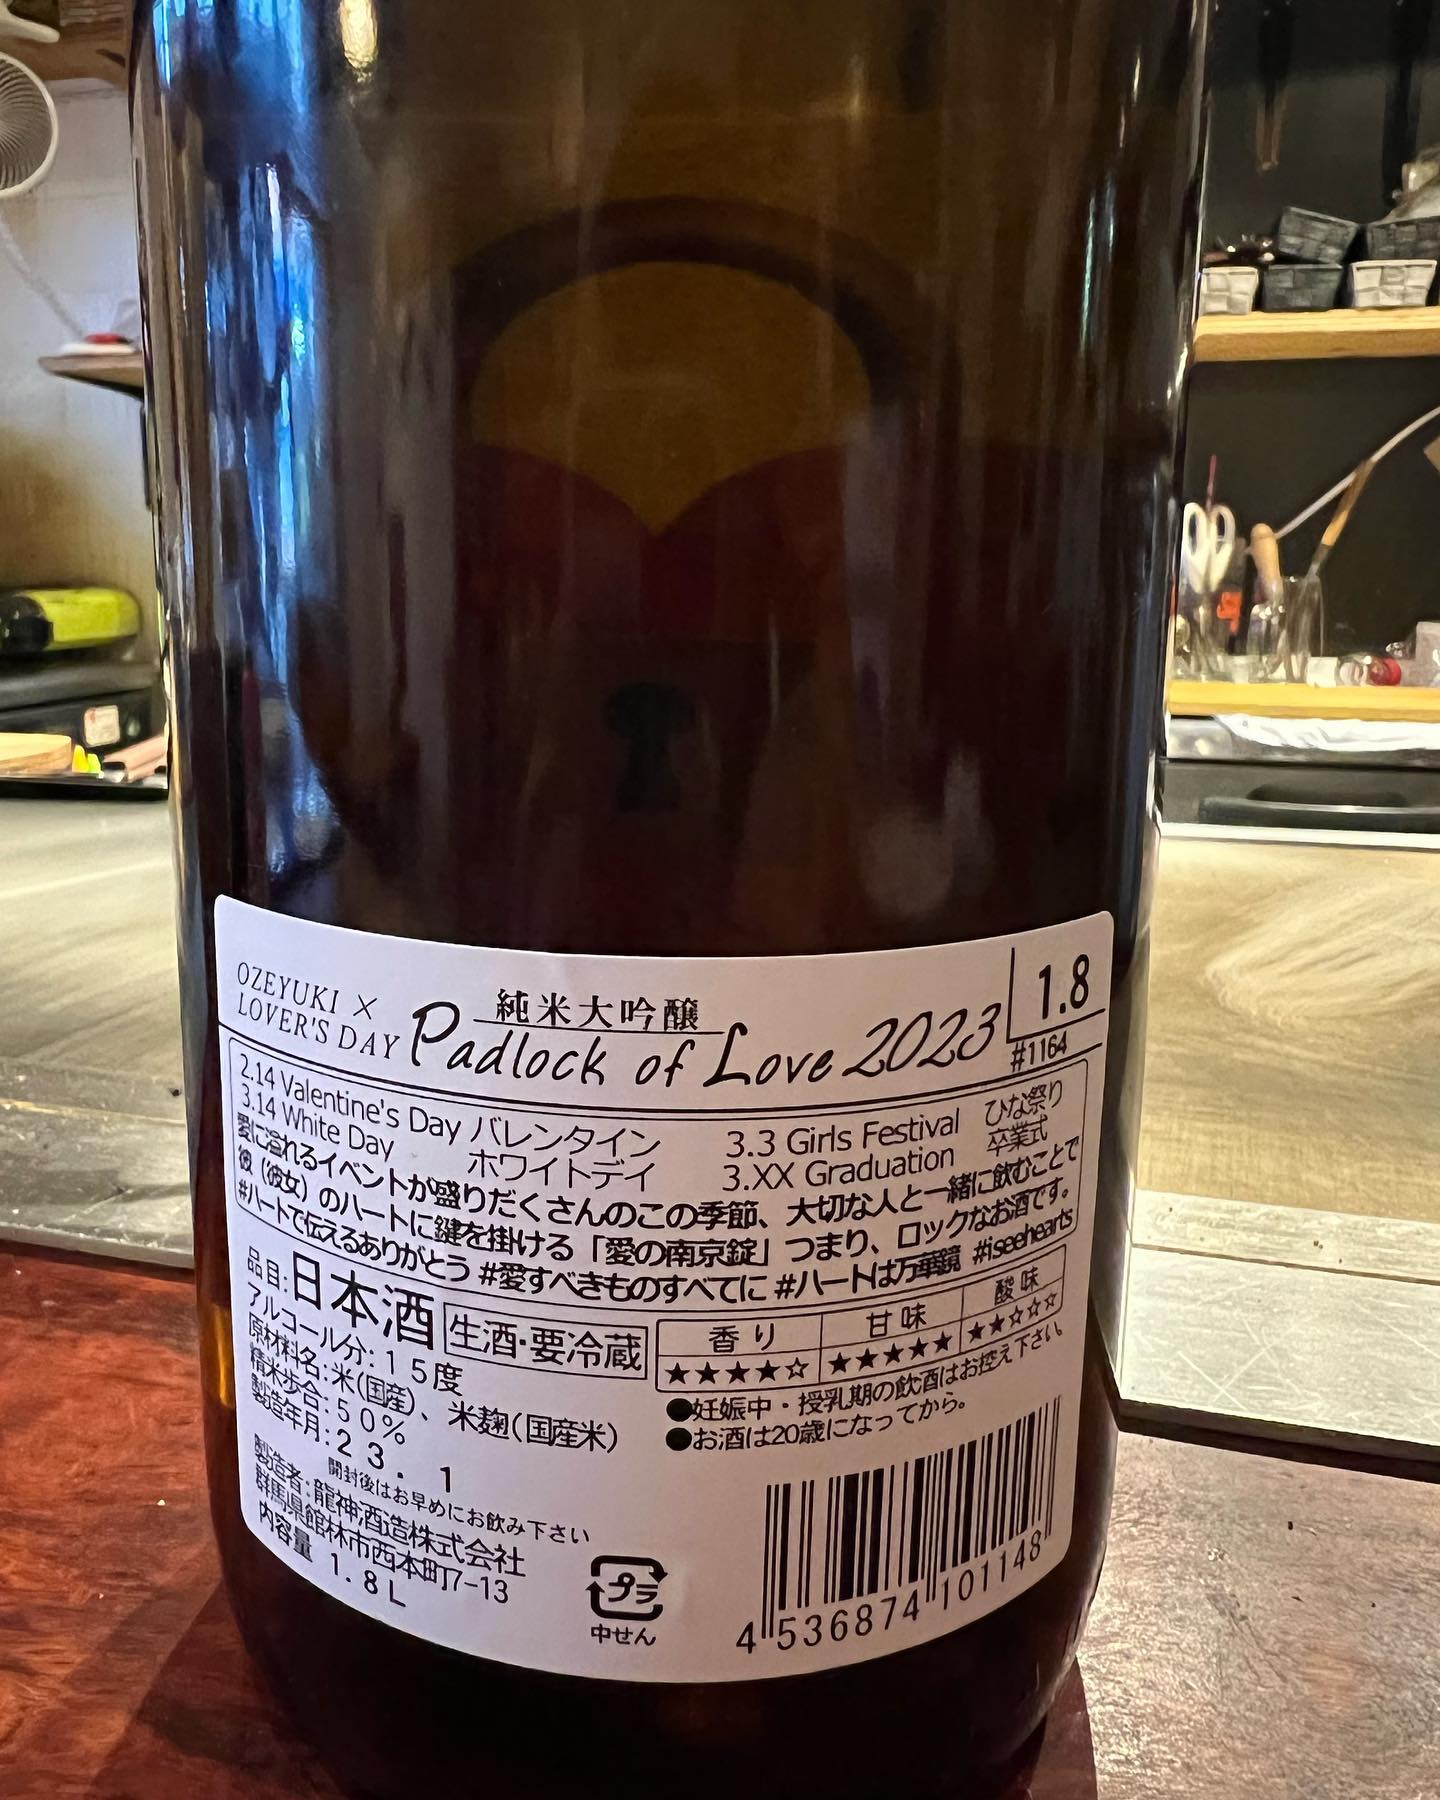 OZEYUKI ×
LOVER'S DAY
純米大吟醸
Padlock of Love 2023
1.8
#1164
2.14 Valentine's Day バレンタイン 3.3 Girls Festival ひな祭り
3.14 White Day ホワイトデイ 3.XX Graduation 卒業式
愛に溢れるイベントが盛りだくさんのこの季節、大切な人と一緒に飲むことで
彼（彼女）のハートに鍵を掛ける「愛の南京錠」つまり、ロックなお酒です。
#ハートで伝えるありがとう #愛すべきものすべてに #ハートは万華鏡 #iseehearts
品目:日本酒 生酒・要冷蔵
アルコール分:15度
原材料名:米(国産)、米麹(国産米)
精米歩合:50%
製造年月:23.1
開封後はお早めにお飲み下さい
製造者:龍神酒造株式会社
群馬県館林市西本町7-13
内容量 1.8L
香り 甘味 酸味
★★★★☆ ★★★★★ ★★☆☆☆
●妊娠中・授乳期の飲酒はお控え下さい。
●お酒は20歳になってから。
プラ
中せん
4 536874 101148